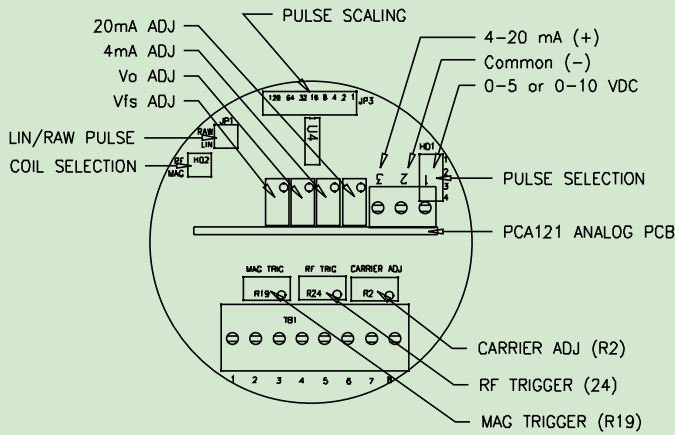 PULSE SCALING
20mA ADJ
4mA ADJ
Vo ADJ
Vfs ADJ
4-20 mA (+)
Common (-)
0-5 or 0-10 VDC
128 64 32 16 8 4 2 1
JP3
U4
LIN/RAW PULSE
JP1
RAW
LIN
COIL SELECTION
RF
MAG
HD2
HD1
1
2
3
4
3 2 1
PULSE SELECTION
PCA121 ANALOG PCB
MAG TRIG RF TRIG CARRIER ADJ
R19 R24 R2
TB1
1 2 3 4 5 6 7 8
CARRIER ADJ (R2)
RF TRIGGER (24)
MAG TRIGGER (R19)